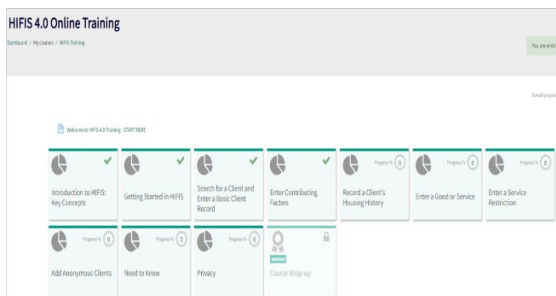 HIFIS 4.0 Online Training
Dashboard / My courses / HIFIS Training
You are enrol
Welcome to HIFIS 4.0 Training - START HERE
Introduction to HIFIS:
Key Concepts
Getting Started in HIFIS
Search for a Client and
Enter a Basic Client
Record
Enter Contributing
Factors
Progress % 0
Record a Client's
Housing History
Progress % 0
Enter a Good or Service
Progress % 0
Enter a Service
Restriction
Progress % 0
Add Anonymous Clients
Progress % 0
Need to Know
Progress % 0
Privacy
Course Wrap-up